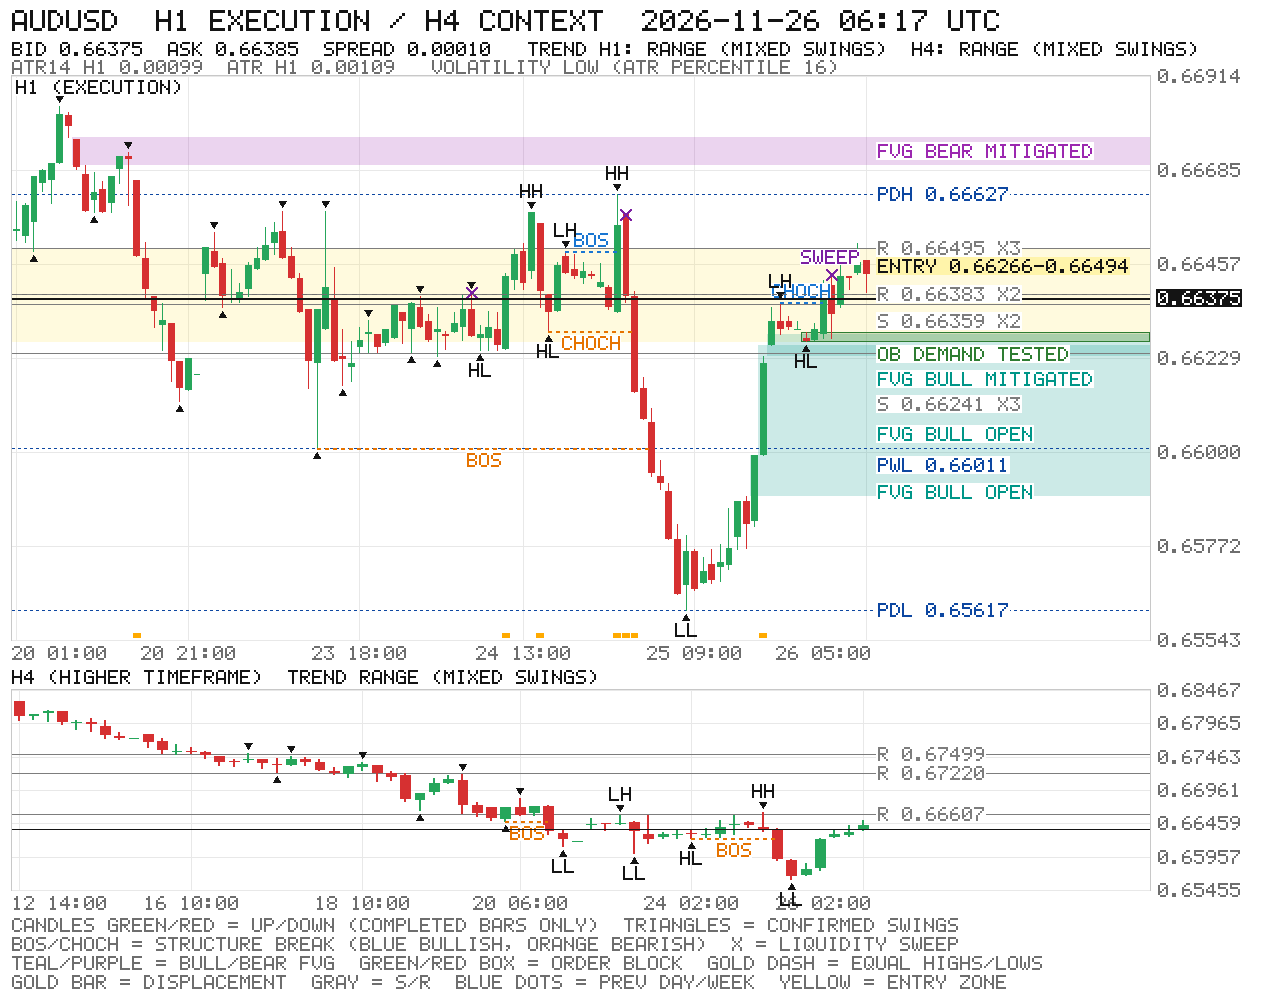 AUDUSD  H1 EXECUTION / H4 CONTEXT  2026-11-26 06:17 UTC
BID 0.66375  ASK 0.66385  SPREAD 0.00010   TREND H1: RANGE (MIXED SWINGS)  H4: RANGE (MIXED SWINGS)
ATR14 H1 0.00099  ATR H1 0.00109   VOLATILITY LOW (ATR PERCENTILE 16)
H1 (EXECUTION)
0.66914
FVG BEAR MITIGATED
0.66685
HH
HH
PDH 0.66627
LH
BOS
R 0.66495 X3
SWEEP
ENTRY 0.66266-0.66494
0.66457
LH
CHOCH
R 0.66383 X2
0.66375
S 0.66359 X2
CHOCH
HL
HL
HL
OB DEMAND TESTED
0.66229
FVG BULL MITIGATED
S 0.66241 X3
FVG BULL OPEN
BOS
0.66000
PWL 0.66011
FVG BULL OPEN
0.65772
PDL 0.65617
LL
0.65543
20 01:00  20 21:00  23 18:00  24 13:00  25 09:00  26 05:00
H4 (HIGHER TIMEFRAME)  TREND RANGE (MIXED SWINGS)
0.68467
0.67965
R 0.67499
0.67463
R 0.67220
0.66961
HH
LH
R 0.66607
0.66459
BOS
BOS
LL
LL
HL
0.65957
0.65455
LL
12 14:00  16 10:00  18 10:00  20 06:00  24 02:00  02:00
CANDLES GREEN/RED = UP/DOWN (COMPLETED BARS ONLY)  TRIANGLES = CONFIRMED SWINGS
BOS/CHOCH = STRUCTURE BREAK (BLUE BULLISH, ORANGE BEARISH)  X = LIQUIDITY SWEEP
TEAL/PURPLE = BULL/BEAR FVG  GREEN/RED BOX = ORDER BLOCK  GOLD DASH = EQUAL HIGHS/LOWS
GOLD BAR = DISPLACEMENT  GRAY = S/R  BLUE DOTS = PREV DAY/WEEK  YELLOW = ENTRY ZONE